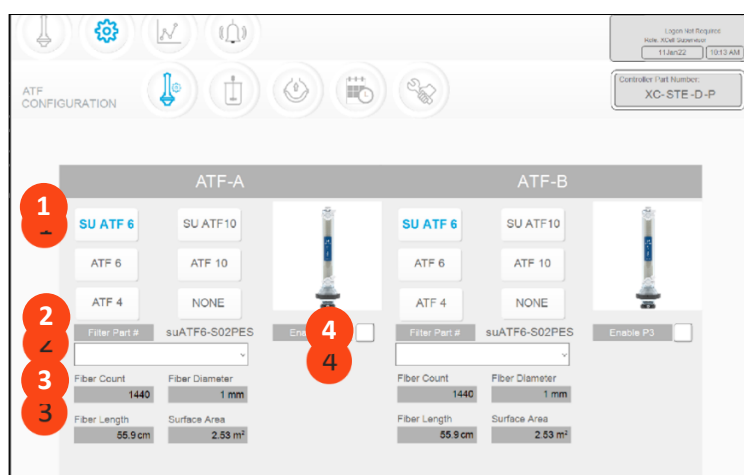 Logon Not Required
Role: XCell Supervisor
11Jan22 10:13 AM
ATF
CONFIGURATION
Controller Part Number:
XC-STE-D-P
ATF-A ATF-B
1
1
SU ATF 6 SU ATF10 SU ATF 6 SU ATF10
ATF 6 ATF 10 ATF 6 ATF 10
ATF 4 NONE ATF 4 NONE
2
2
Filter Part # suATF6-S02PES 4 Filter Part # suATF6-S02PES Enable P3
4
3
3
Fiber Count Fiber Diameter Fiber Count Fiber Diameter
1440 1 mm 1440 1 mm
Fiber Length Surface Area Fiber Length Surface Area
55.9 cm 2.53 m² 55.9 cm 2.53 m²